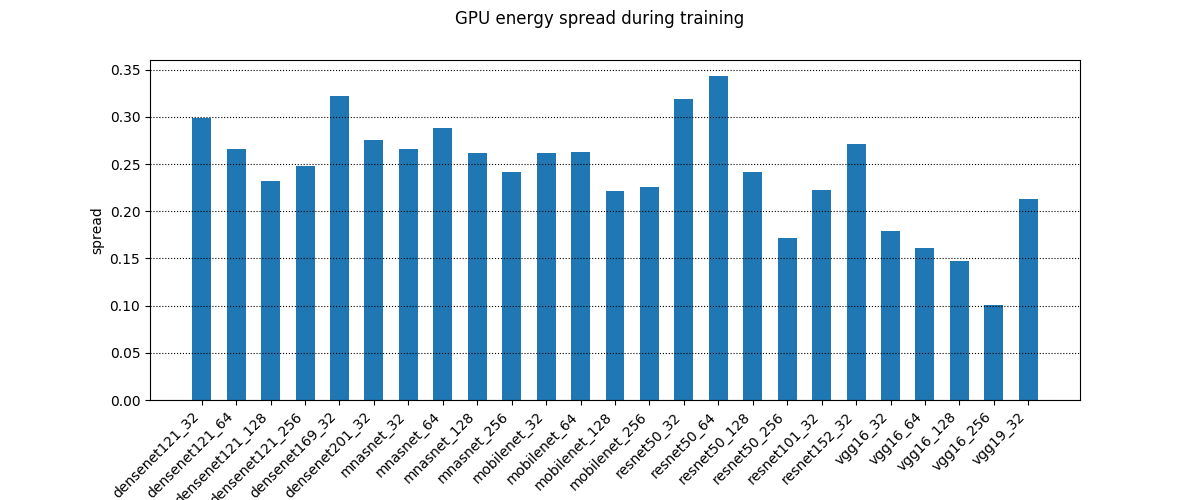 GPU energy spread during training
spread
0.35
0.30
0.25
0.20
0.15
0.10
0.05
0.00
densenet121_32
densenet121_64
densenet121_128
densenet121_256
densenet169_32
densenet201_32
mnasnet_32
mnasnet_64
mnasnet_128
mnasnet_256
mobilenet_32
mobilenet_64
mobilenet_128
mobilenet_256
resnet50_32
resnet50_64
resnet50_128
resnet50_256
resnet101_32
resnet152_32
vgg16_32
vgg16_64
vgg16_128
vgg16_256
vgg19_32